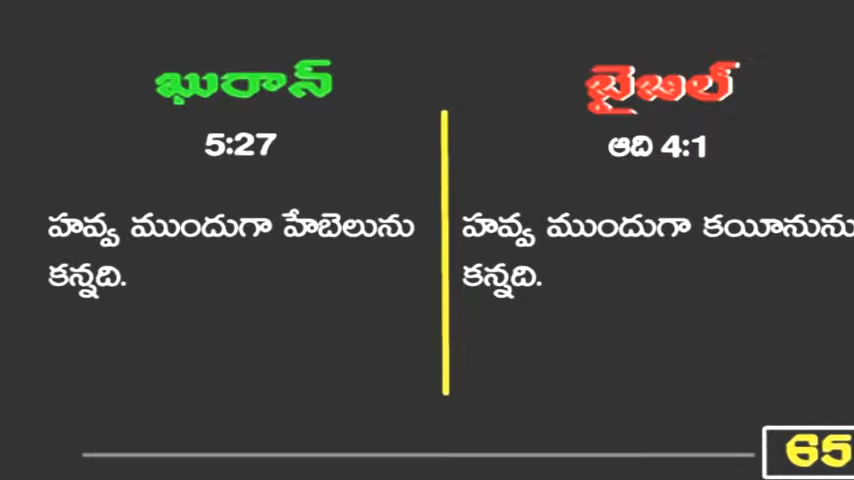 ఖురాన్
5:27
హవ్వ ముందుగా హేబెలును
కన్నది.
బైబిల్
ఆది 4:1
హవ్వ ముందుగా కయీనును
కన్నది.
65